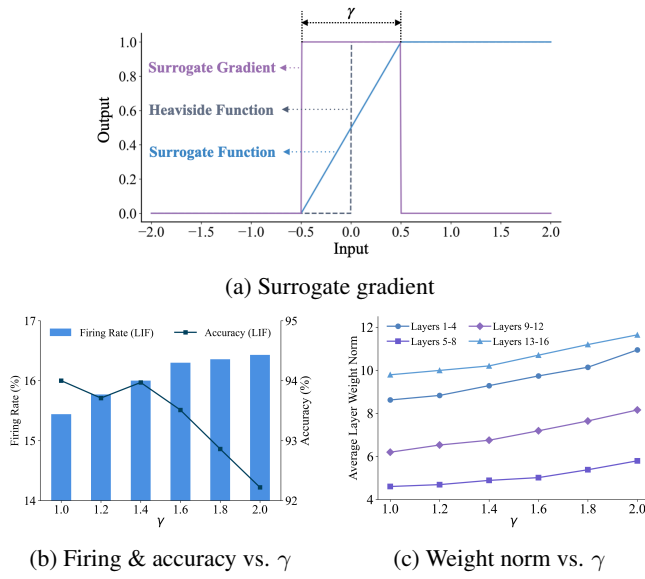 γ
1.0
0.8
0.6
0.4
0.2
0.0
Output
Surrogate Gradient
Heaviside Function
Surrogate Function
−2.0 −1.5 −1.0 −0.5 0.0 0.5 1.0 1.5 2.0
Input
(a) Surrogate gradient
17
16
15
14
Firing Rate (%)
Firing Rate (LIF) Accuracy (LIF)
95
94
93
92
Accuracy (%)
1.0 1.2 1.4 1.6 1.8 2.0
γ
(b) Firing & accuracy vs. γ
12
10
8
6
4
Average Layer Weight Norm
Layers 1-4 Layers 9-12
Layers 5-8 Layers 13-16
1.0 1.2 1.4 1.6 1.8 2.0
γ
(c) Weight norm vs. γ